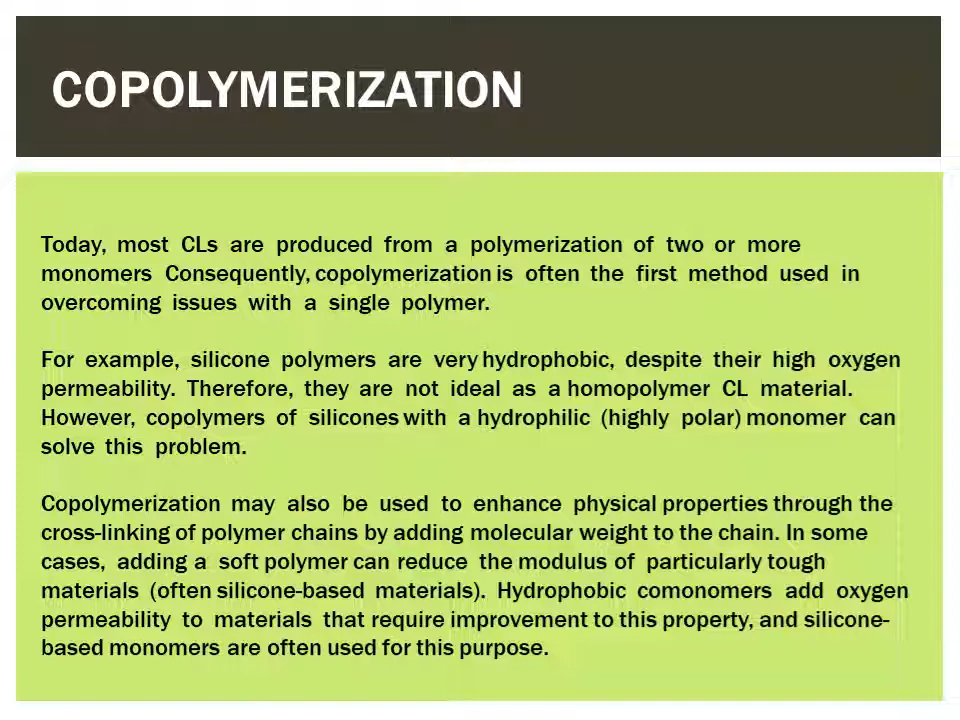 COPOLYMERIZATION
Today, most CLs are produced from a polymerization of two or more
monomers Consequently, copolymerization is often the first method used in
overcoming issues with a single polymer.
For example, silicone polymers are very hydrophobic, despite their high oxygen
permeability. Therefore, they are not ideal as a homopolymer CL material.
However, copolymers of silicones with a hydrophilic (highly polar) monomer can
solve this problem.
Copolymerization may also be used to enhance physical properties through the
cross-linking of polymer chains by adding molecular weight to the chain. In some
cases, adding a soft polymer can reduce the modulus of particularly tough
materials (often silicone-based materials). Hydrophobic comonomers add oxygen
permeability to materials that require improvement to this property, and silicone-
based monomers are often used for this purpose.